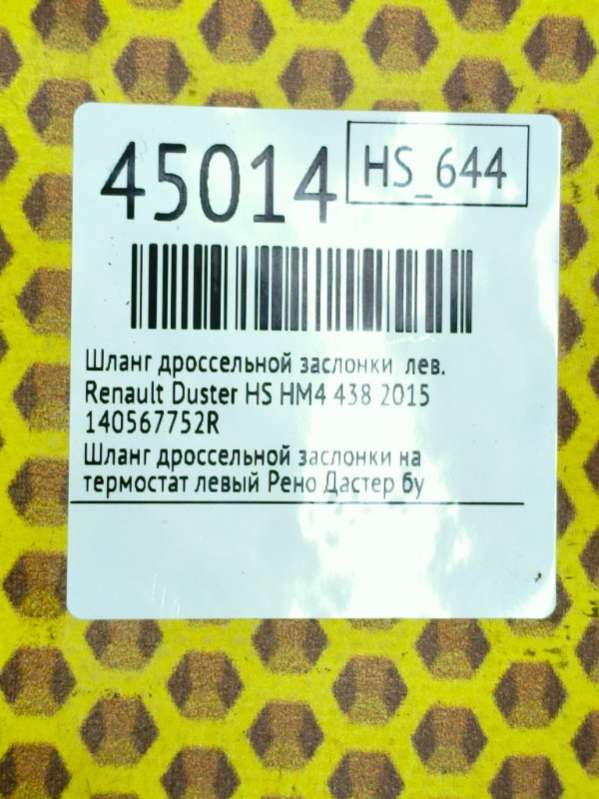 45014
HS_644
Шланг дроссельной заслонки лев.
Renault Duster HS HM4 438 2015
140567752R
Шланг дроссельной заслонки на
термостат левый Рено Дастер бу